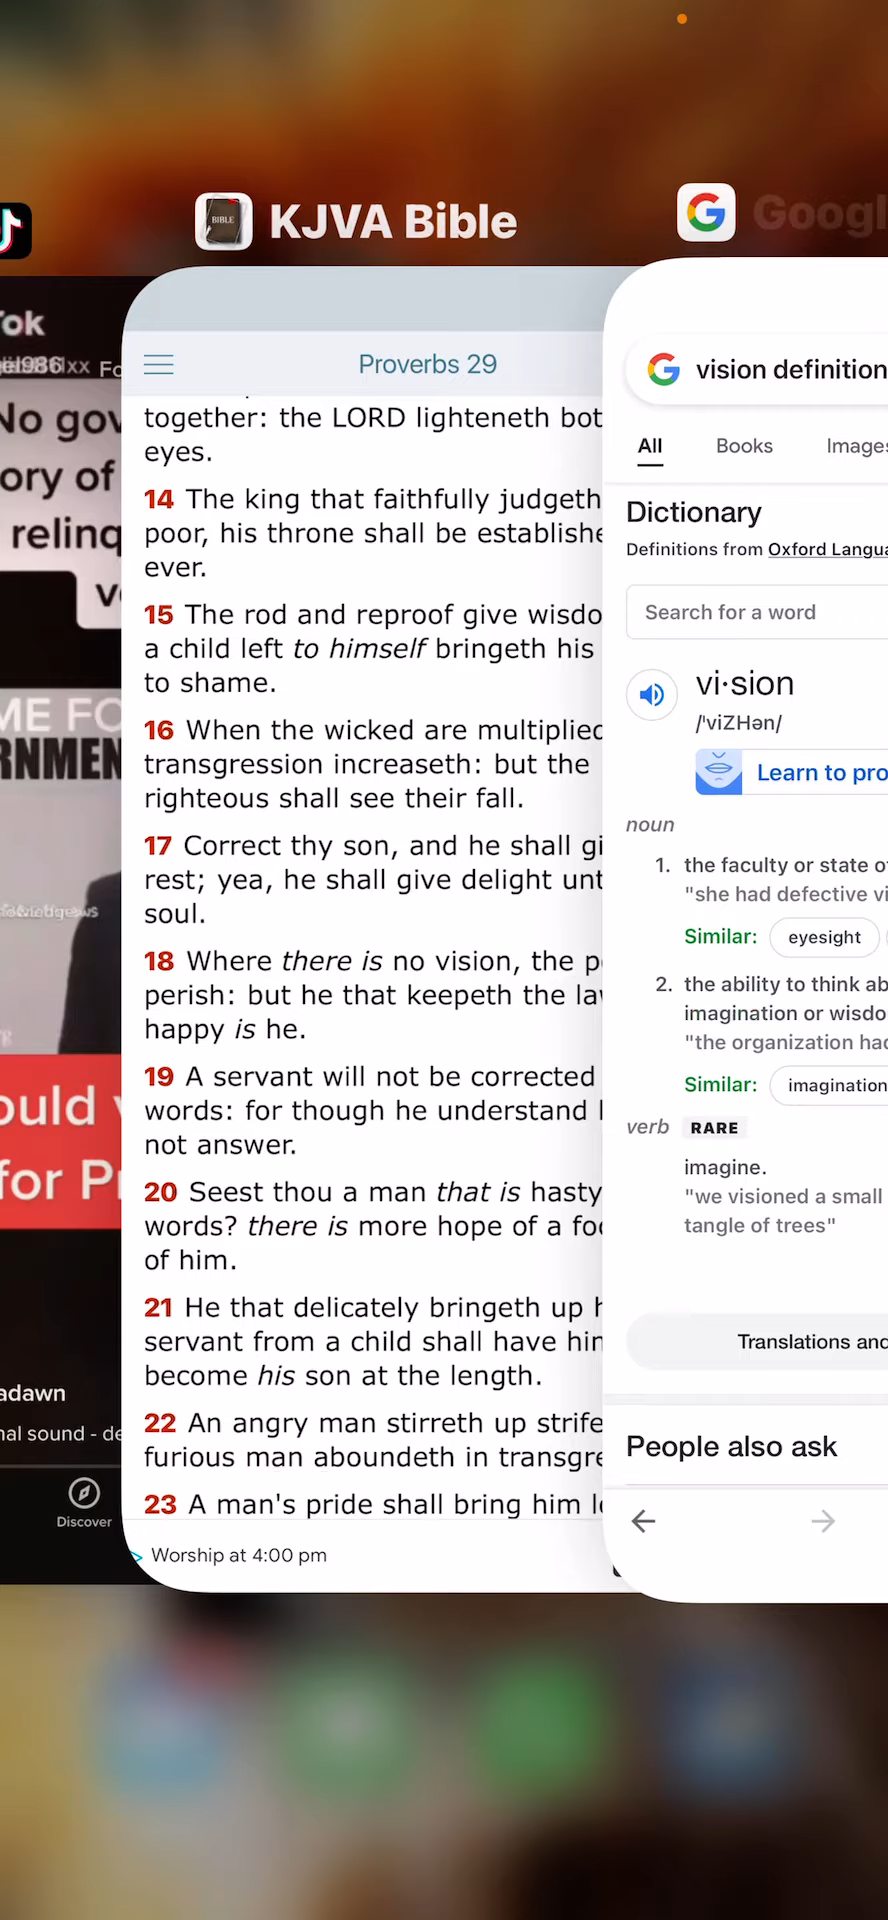 KJVA Bible
Googl
BIBLE
Tok
No gov
ory of
relinq
ME FO
RNMEN
ould
for P
adawn
nal sound - de
Discover
Proverbs 29
together: the LORD lighteneth bot
eyes.
14 The king that faithfully judgeth
poor, his throne shall be establishe
ever.
15 The rod and reproof give wisdo
a child left to himself bringeth his
to shame.
16 When the wicked are multiplied
transgression increaseth: but the
righteous shall see their fall.
17 Correct thy son, and he shall gi
rest; yea, he shall give delight unt
soul.
18 Where there is no vision, the p
perish: but he that keepeth the la
happy is he.
19 A servant will not be corrected
words: for though he understand
not answer.
20 Seest thou a man that is hasty
words? there is more hope of a foo
of him.
21 He that delicately bringeth up h
servant from a child shall have him
become his son at the length.
22 An angry man stirreth up strife
furious man aboundeth in transgre
23 A man's pride shall bring him l
Worship at 4:00 pm
vision definition
All Books Images
Dictionary
Definitions from Oxford Langua
Search for a word
vi·sion
/ˈviZHən/
Learn to pro
noun
1. the faculty or state o
"she had defective vi
Similar: eyesight
2. the ability to think ab
imagination or wisdo
"the organization had
Similar: imagination
verb RARE
imagine.
"we visioned a small
tangle of trees"
Translations and
People also ask